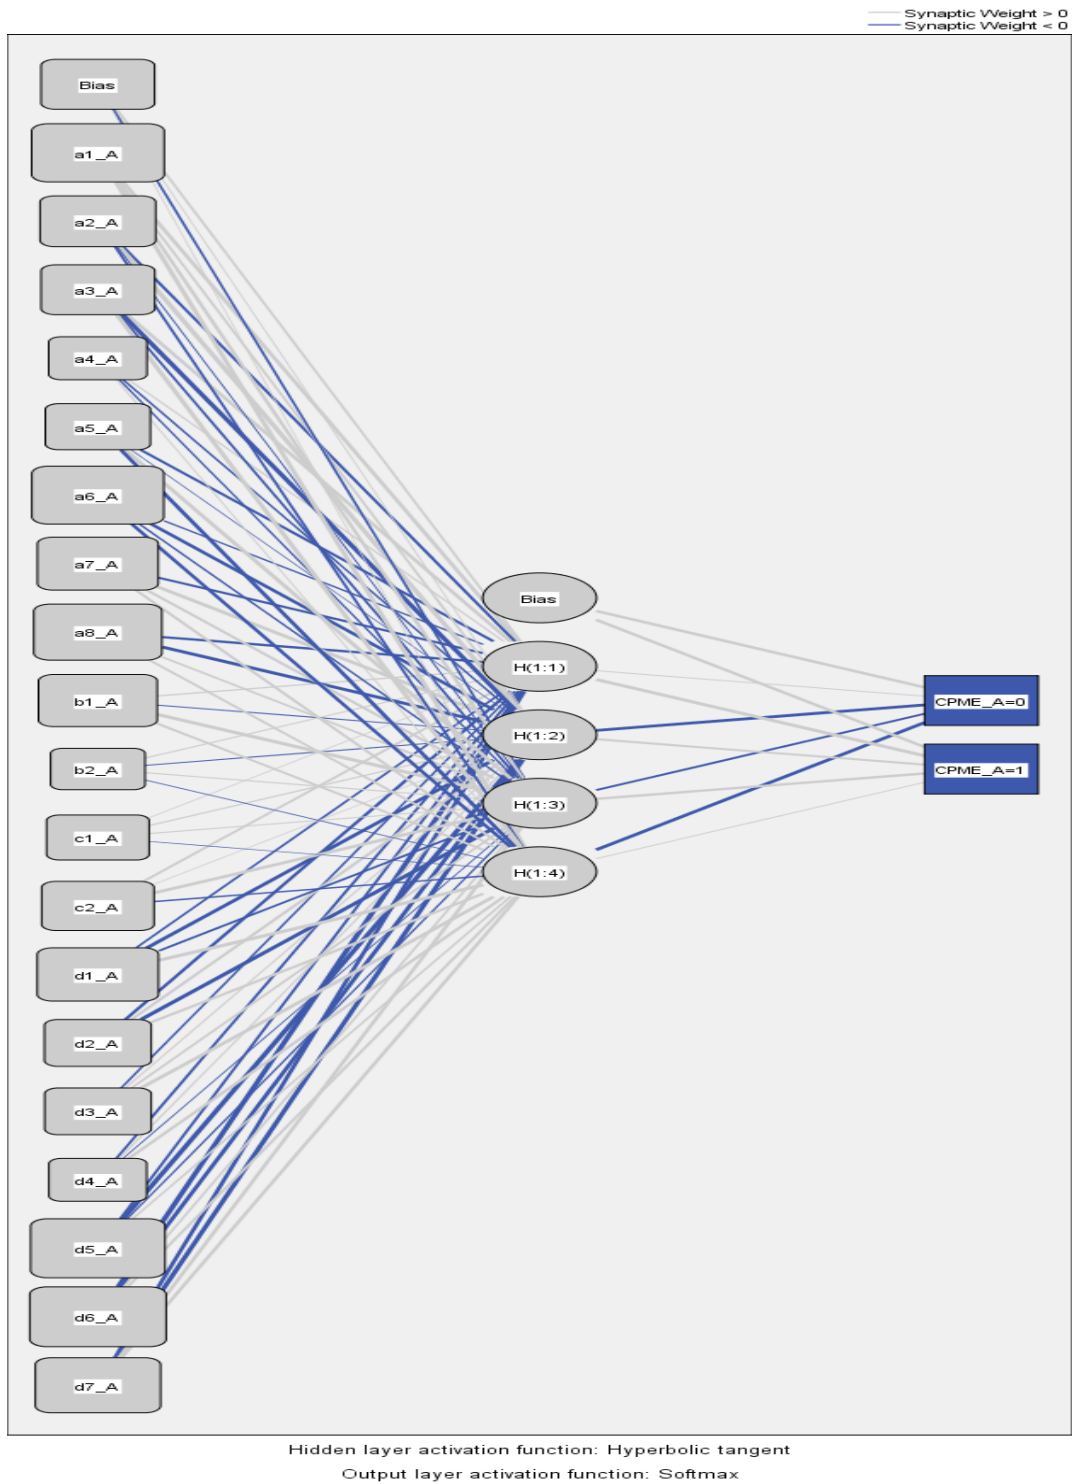 Synaptic Weight > 0
Synaptic Weight < 0
Bias
a1_A
a2_A
a3_A
a4_A
a5_A
a6_A
a7_A
a8_A
b1_A
b2_A
c1_A
c2_A
d1_A
d2_A
d3_A
d4_A
d5_A
d6_A
d7_A
Bias
H(1:1)
H(1:2)
H(1:3)
H(1:4)
CPME_A=0
CPME_A=1
Hidden layer activation function: Hyperbolic tangent
Output layer activation function: Softmax